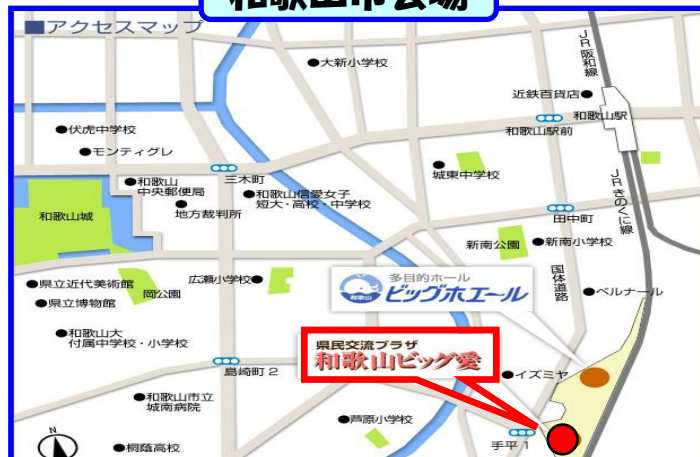 和歌山市会場
■アクセスマップ
JR阪和線
●大新小学校
近鉄百貨店●
和歌山駅
和歌山駅前
●伏虎中学校
●モンティグレ
三木町
●和歌山
中央郵便局
●地方裁判所
●和歌山信愛女子
短大・高校・中学校
●城東中学校
JRきのくに線
田中町
和歌山城
新南公園
●新南小学校
国体道路
●県立近代美術館
岡公園
広瀬小学校●
多目的ホール
和歌山
ビッグホエール
●ベルナール
●県立博物館
●和歌山大
付属中学校・小学校
県民交流プラザ
和歌山ビッグ愛
島崎町2
●イズミヤ
●和歌山市立
城南病院
●芦原小学校
手平1
N
●桐蔭高校